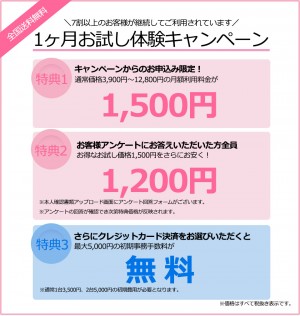 全国送料無料
＼7割以上のお客様が継続してご利用されています／
1ヶ月お試し体験キャンペーン
特典1
キャンペーンからのお申込み限定！
通常価格3,900円～12,800円の月額利用料金が
1,500円
特典2
お客様アンケートにお答えいただいた方全員
お得なお試し価格1,500円をさらにお安く！
1,200円
※本人確認書類アップロード画面にアンケート回答フォームがございます。
※アンケートの回答が確認でき次第特典価格が反映されます。
特典3
さらにクレジットカード決済をお選びいただくと
最大5,000円の初期事務手数料が
無料
※通常1台3,500円、2台5,000円の初期費用が必要となります。
※価格はすべて税抜き表示です。